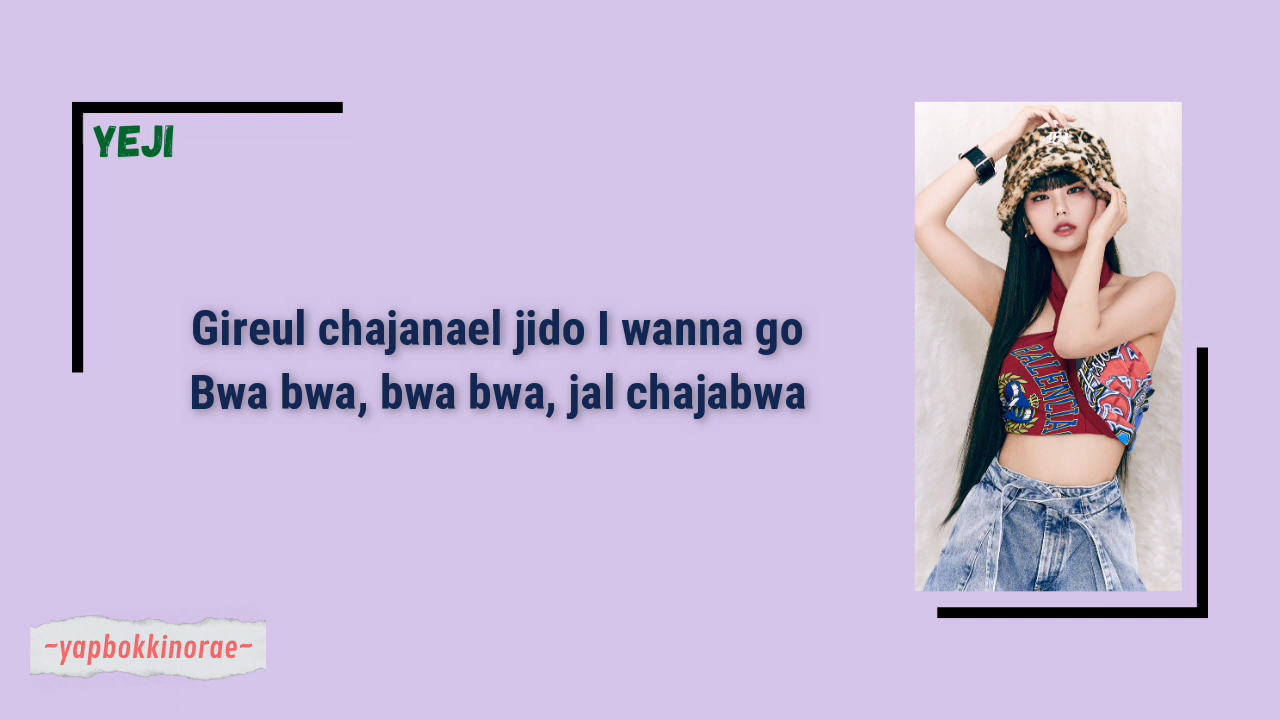 YEJI
Gireul chajanael jido I wanna go
Bwa bwa, bwa bwa, jal chajabwa
~yapbokkinorae~